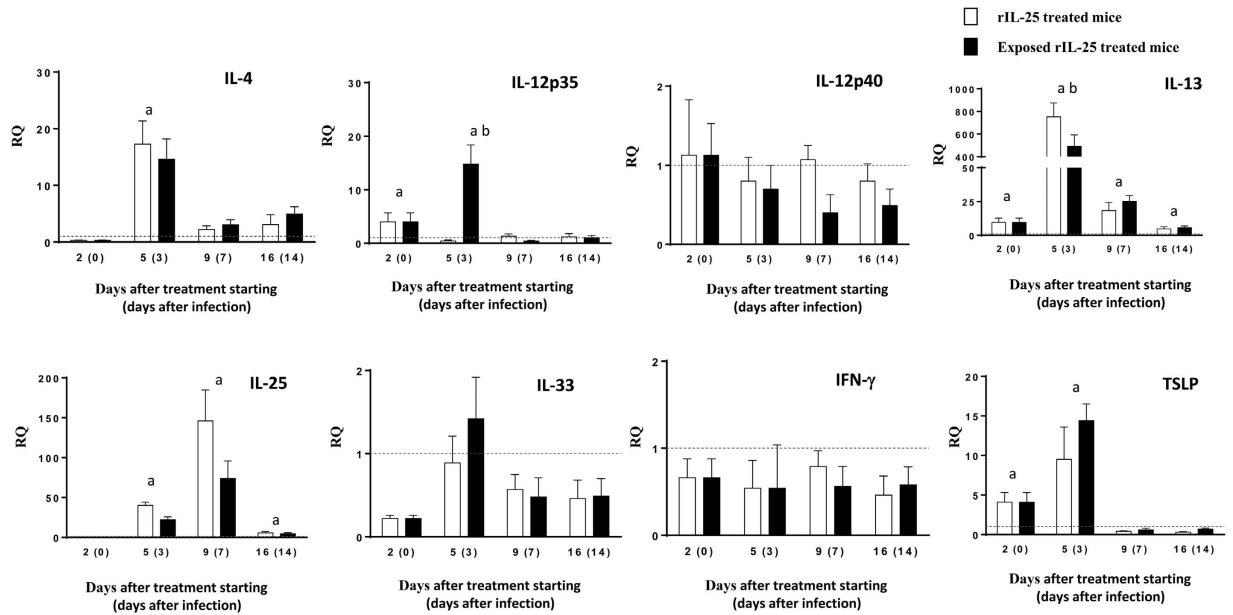 rIL-25 treated mice
Exposed rIL-25 treated mice
IL-4
RQ
30
20
10
0
a
2 (0) 5 (3) 9 (7) 16 (14)
Days after treatment starting
(days after infection)
IL-12p35
RQ
30
20
10
0
a
a b
2 (0) 5 (3) 9 (7) 16 (14)
Days after treatment starting
(days after infection)
IL-12p40
RQ
2
1
0
2 (0) 5 (3) 9 (7) 16 (14)
Days after treatment starting
(days after infection)
IL-13
RQ
1000
800
600
400
50
25
0
a
a b
a
a
2 (0) 5 (3) 9 (7) 16 (14)
Days after treatment starting
(days after infection)
IL-25
RQ
200
150
100
50
0
a
a
a
2 (0) 5 (3) 9 (7) 16 (14)
Days after treatment starting
(days after infection)
IL-33
RQ
2
1
0
2 (0) 5 (3) 9 (7) 16 (14)
Days after treatment starting
(days after infection)
IFN-γ
RQ
2
1
0
2 (0) 5 (3) 9 (7) 16 (14)
Days after treatment starting
(days after infection)
TSLP
RQ
20
15
10
5
0
a
a
2 (0) 5 (3) 9 (7) 16 (14)
Days after treatment starting
(days after infection)